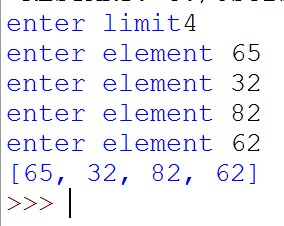 enter limit4
enter element 65
enter element 32
enter element 82
enter element 62
[65, 32, 82, 62]
>>>